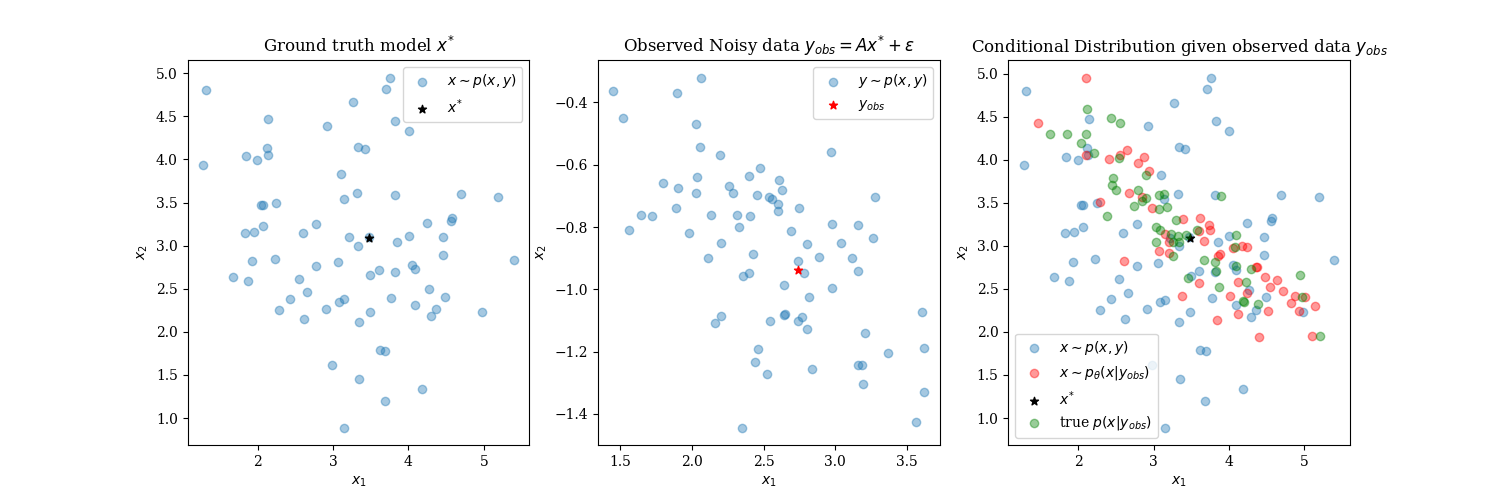 Ground truth model x*
x ~ p(x, y)
x*
5.0
4.5
4.0
3.5
3.0
2.5
2.0
1.5
1.0
x₂
2 3 4 5
x₁
Observed Noisy data y_obs = Ax* + ε
y ~ p(x, y)
y_obs
−0.4
−0.6
−0.8
−1.0
−1.2
−1.4
x₂
1.5 2.0 2.5 3.0 3.5
x₁
Conditional Distribution given observed data y_obs
5.0
4.5
4.0
3.5
3.0
2.5
2.0
1.5
1.0
x₂
x ~ p(x, y)
x ~ p_θ(x|y_obs)
x*
true p(x|y_obs)
2 3 4 5
x₁